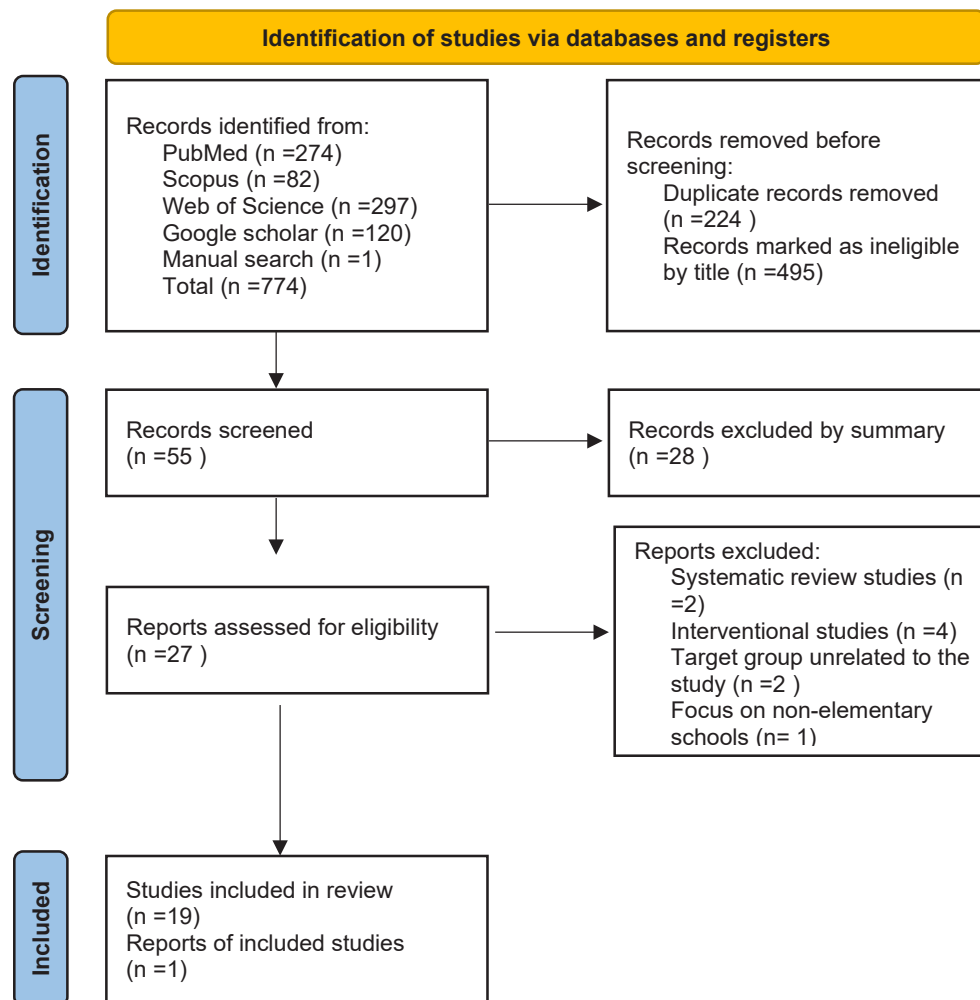 Identification of studies via databases and registers
Identification
Records identified from:
PubMed (n =274)
Scopus (n =82)
Web of Science (n =297)
Google scholar (n =120)
Manual search (n =1)
Total (n =774)
Records removed before
screening:
Duplicate records removed
(n =224 )
Records marked as ineligible
by title (n =495)
Screening
Records screened
(n =55 )
Records excluded by summary
(n =28 )
Reports assessed for eligibility
(n =27 )
Reports excluded:
Systematic review studies (n
=2)
Interventional studies (n =4)
Target group unrelated to the
study (n =2 )
Focus on non-elementary
schools (n= 1)
Included
Studies included in review
(n =19)
Reports of included studies
(n =1)